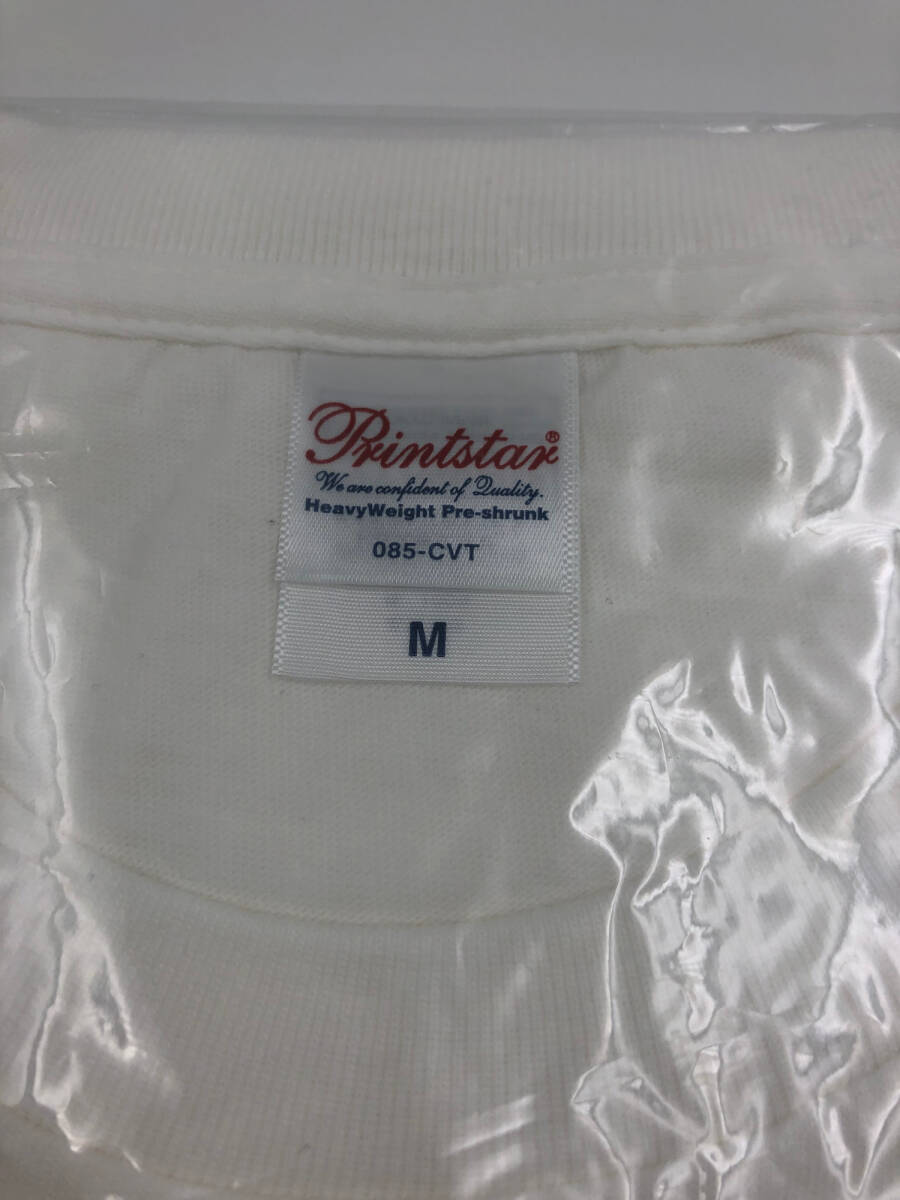 Printstar®
We are confident of Quality.
HeavyWeight Pre-shrunk
085-CVT
M